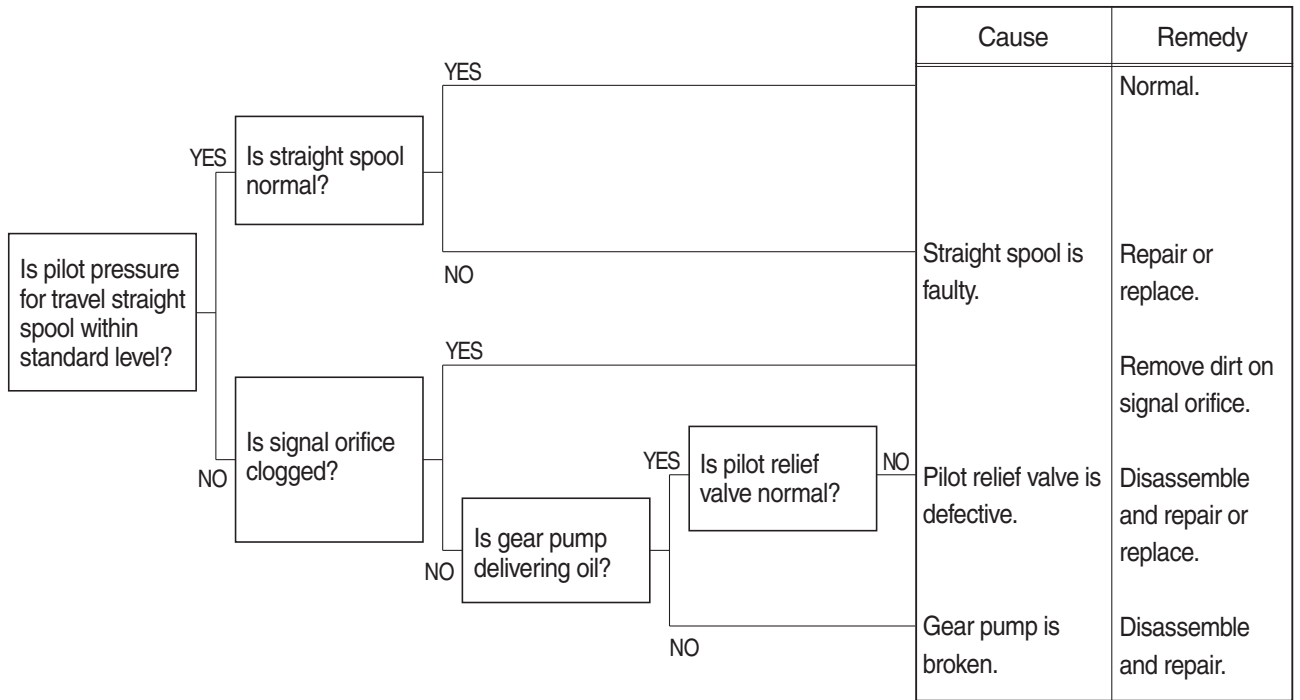 Cause
Remedy
YES
Normal.
YES
Is straight spool
normal?
NO
Straight spool is
faulty.
Repair or
replace.
Is pilot pressure
for travel straight
spool within
standard level?
YES
Remove dirt on
signal orifice.
NO
Is signal orifice
clogged?
YES
Is pilot relief
valve normal?
NO
Pilot relief valve is
defective.
Disassemble
and repair or
replace.
NO
Is gear pump
delivering oil?
NO
Gear pump is
broken.
Disassemble
and repair.